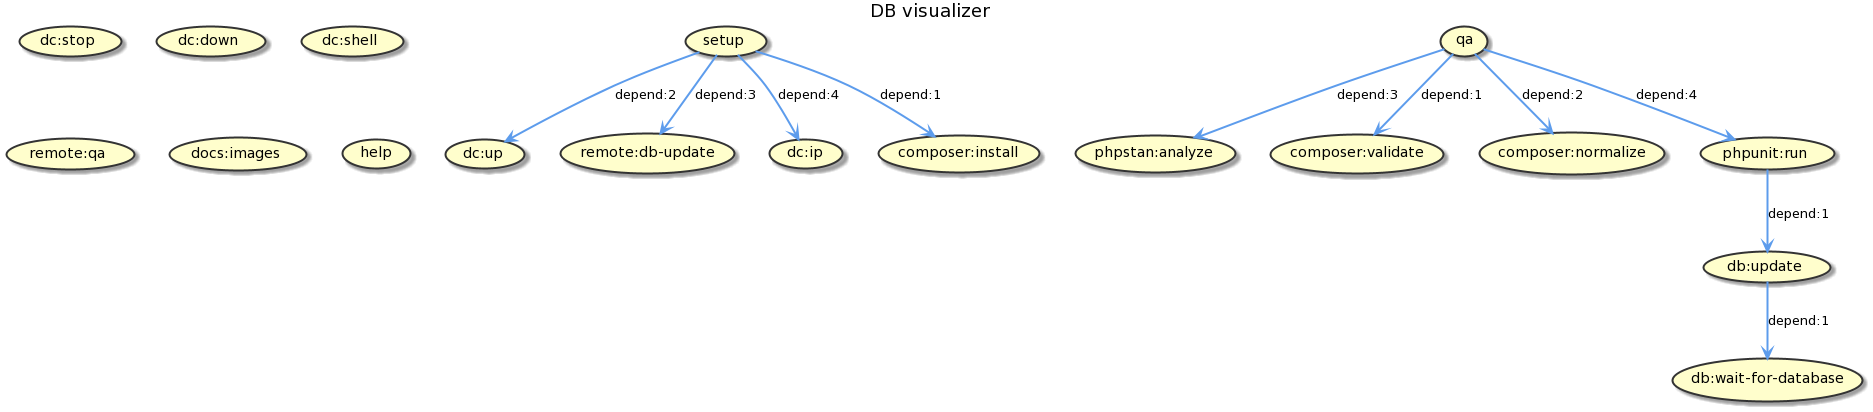 DB visualizer
dc:stop
dc:down
dc:shell
setup
qa
depend:2
depend:3
depend:4
depend:1
depend:3
depend:1
depend:2
depend:4
remote:qa
docs:images
help
dc:up
remote:db-update
dc:ip
composer:install
phpstan:analyze
composer:validate
composer:normalize
phpunit:run
depend:1
db:update
depend:1
db:wait-for-database